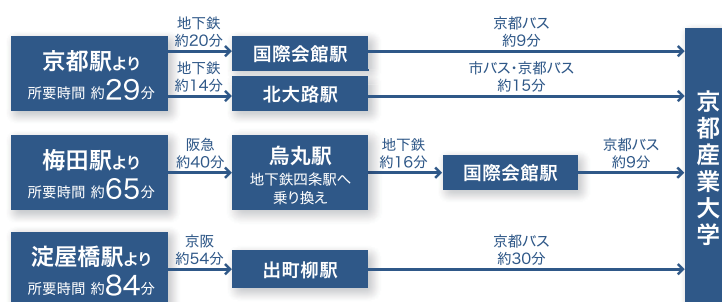 京都駅より
所要時間 約29分
地下鉄
約20分
国際会館駅
京都バス
約9分
地下鉄
約14分
北大路駅
市バス・京都バス
約15分
梅田駅より
所要時間 約65分
阪急
約40分
烏丸駅
地下鉄四条駅へ
乗り換え
地下鉄
約16分
国際会館駅
京都バス
約9分
淀屋橋駅より
所要時間 約84分
京阪
約54分
出町柳駅
京都バス
約30分
京都産業大学